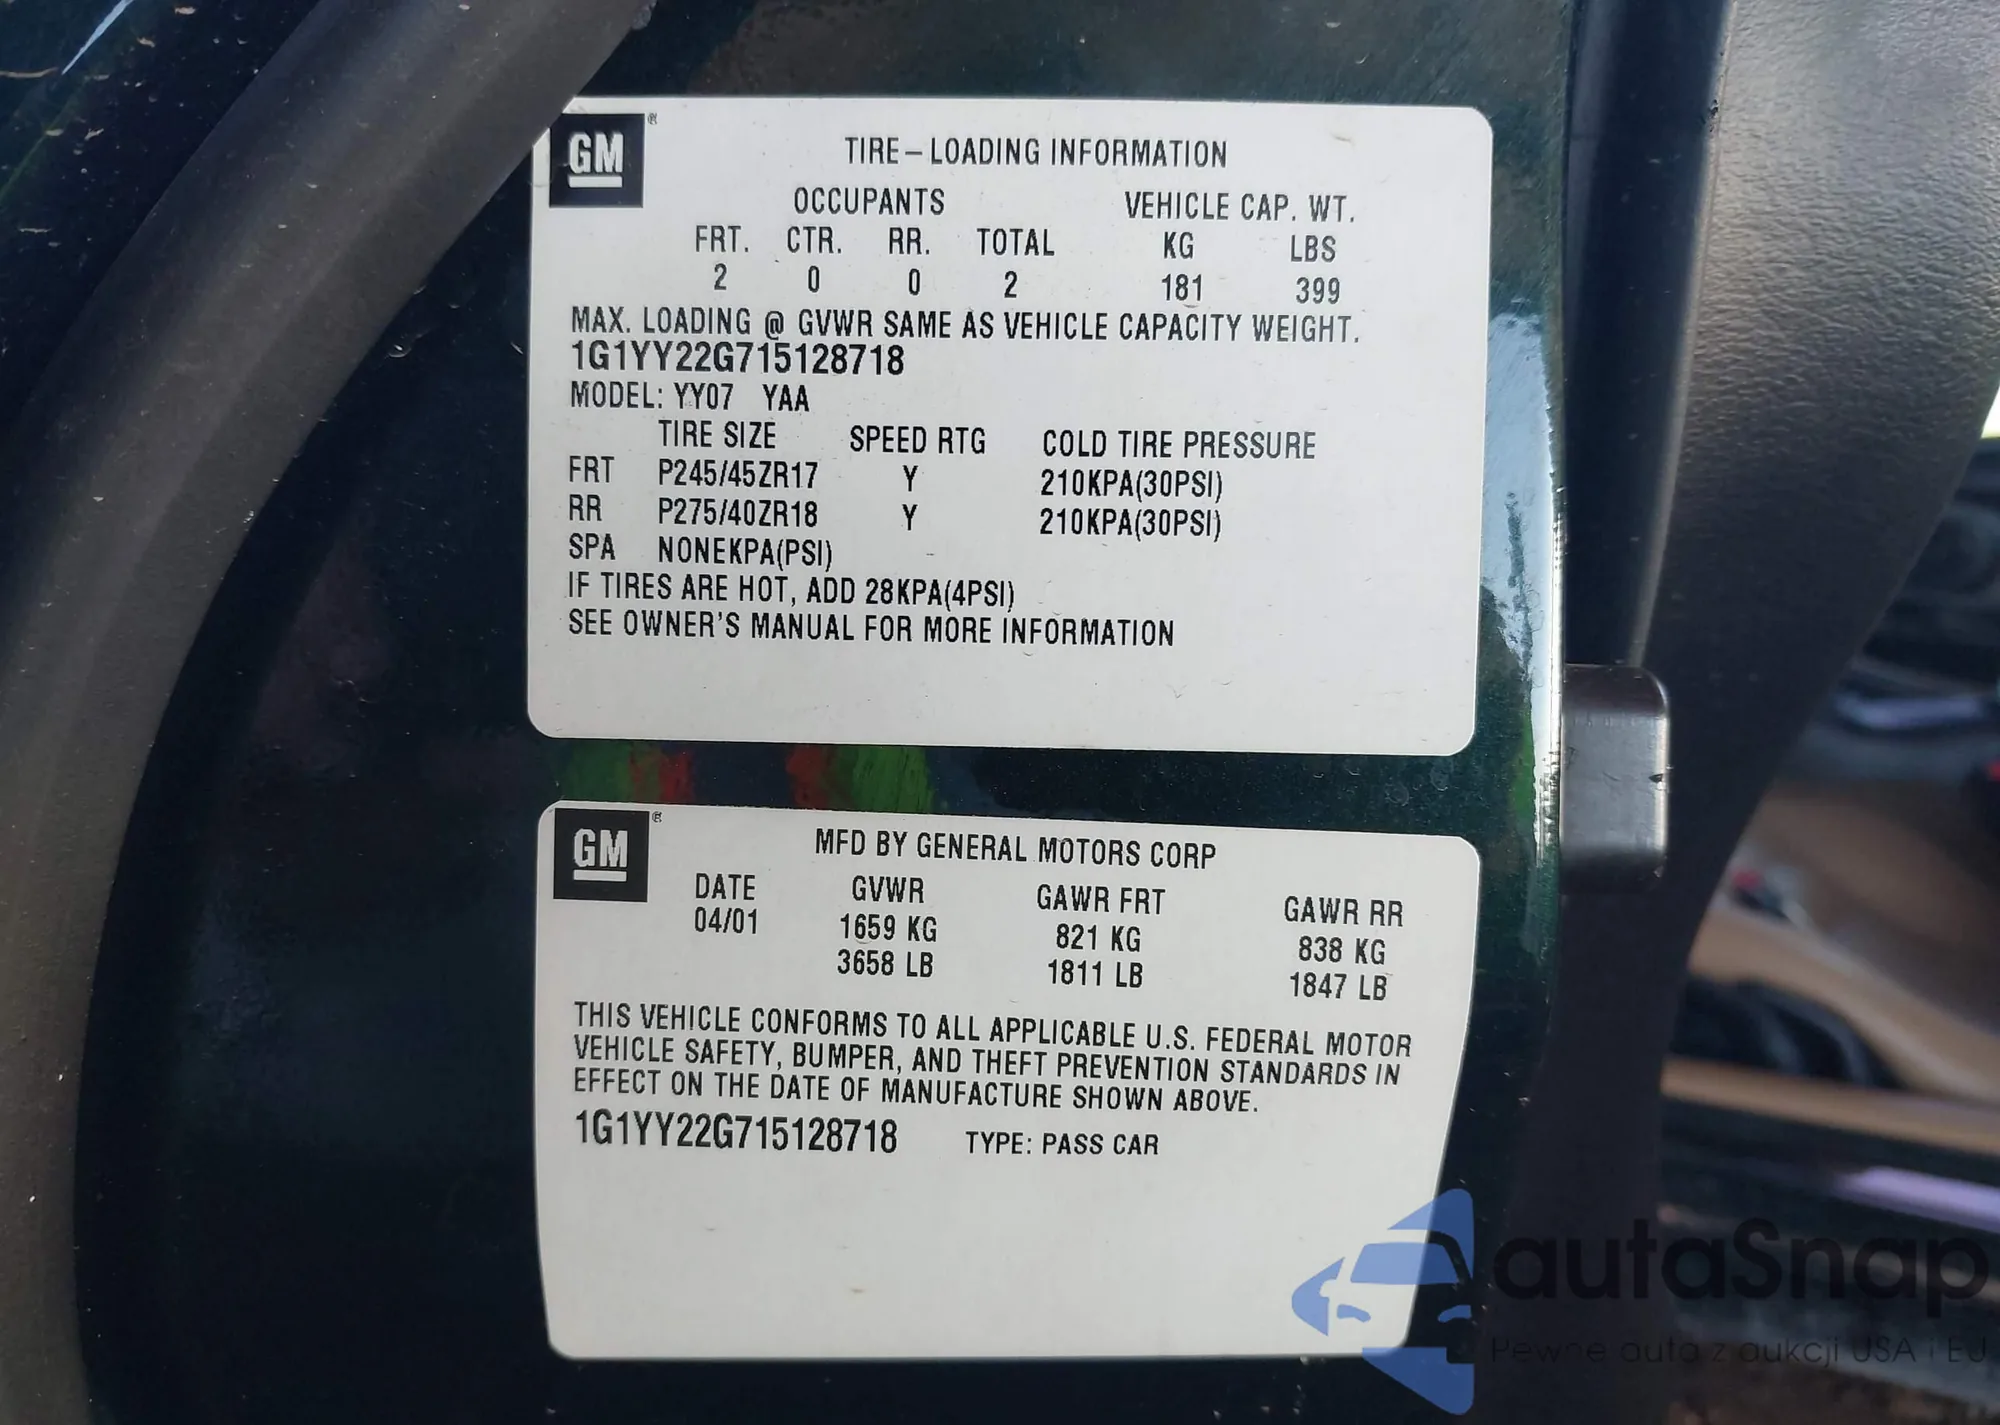 GM ®
TIRE-LOADING INFORMATION
OCCUPANTS VEHICLE CAP. WT.
FRT. CTR. RR. TOTAL KG LBS
2 0 0 2 181 399
MAX. LOADING @ GVWR SAME AS VEHICLE CAPACITY WEIGHT.
1G1YY22G715128718
MODEL: YY07 YAA
TIRE SIZE SPEED RTG COLD TIRE PRESSURE
FRT P245/45ZR17 Y 210KPA(30PSI)
RR P275/40ZR18 Y 210KPA(30PSI)
SPA NONEKPA(PSI)
IF TIRES ARE HOT, ADD 28KPA(4PSI)
SEE OWNER'S MANUAL FOR MORE INFORMATION
GM ®
MFD BY GENERAL MOTORS CORP
DATE GVWR GAWR FRT GAWR RR
04/01 1659 KG 821 KG 838 KG
3658 LB 1811 LB 1847 LB
THIS VEHICLE CONFORMS TO ALL APPLICABLE U.S. FEDERAL MOTOR
VEHICLE SAFETY, BUMPER, AND THEFT PREVENTION STANDARDS IN
EFFECT ON THE DATE OF MANUFACTURE SHOWN ABOVE.
1G1YY22G715128718 TYPE: PASS CAR
autaSnap
Pewne auto z aukcji USA i EU